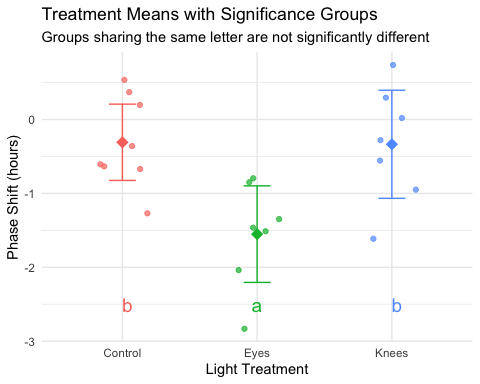 Treatment Means with Significance Groups
Groups sharing the same letter are not significantly different
Phase Shift (hours)
0
-1
-2
-3
b
a
b
Control
Eyes
Knees
Light Treatment